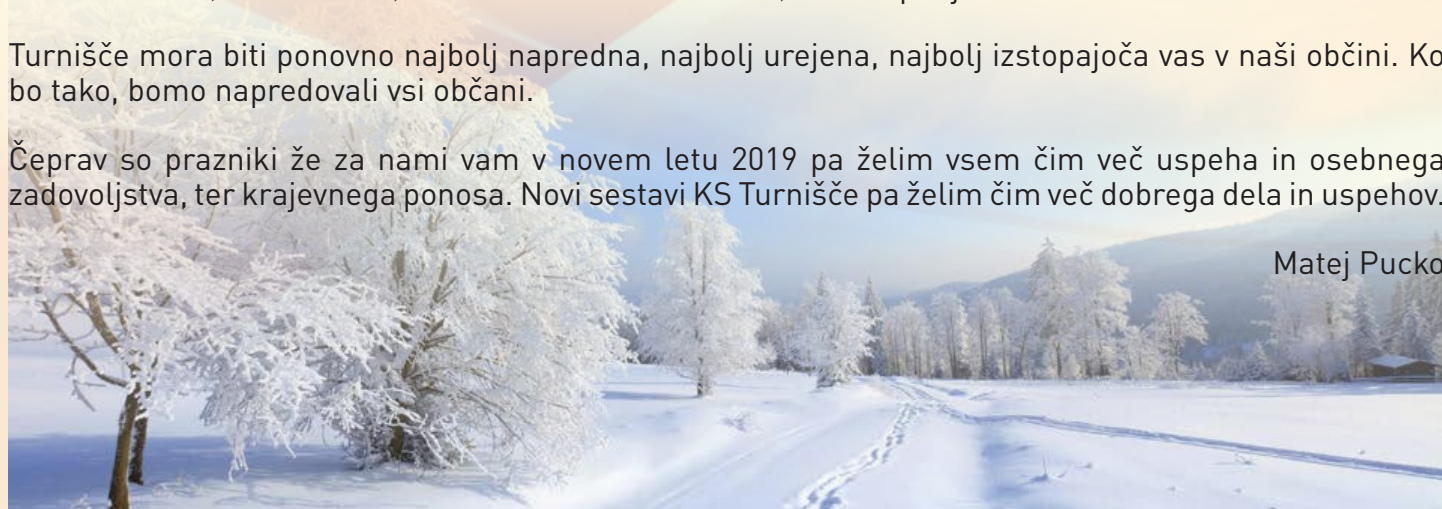 Turnišče mora biti ponovno najbolj napredna, najbolj urejena, najbolj izstopajoča vas v naši občini. Ko
bo tako, bomo napredovali vsi občani.
Čeprav so prazniki že za nami vam v novem letu 2019 pa želim vsem čim več uspeha in osebnega
zadovoljstva, ter krajevnega ponosa. Novi sestavi KS Turnišče pa želim čim več dobrega dela in uspehov.
Matej Pucko